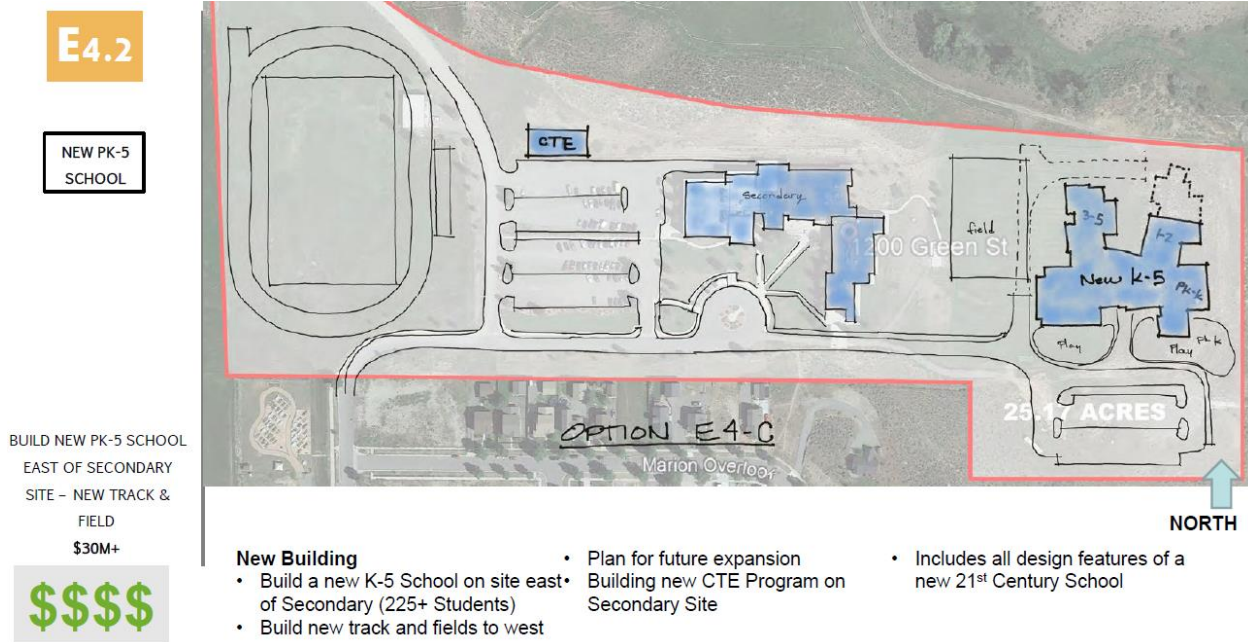 E4.2
NEW PK-5
SCHOOL
BUILD NEW PK-5 SCHOOL
EAST OF SECONDARY
SITE – NEW TRACK &
FIELD
$30M+
$$$$
CTE
Secondary
1200 Green St
field
3-5
1-2
New K-5
PK-K
Play
Play
PK-K
25.17 ACRES
OPTION E4-C
Marion Overlook
NORTH
New Building
• Build a new K-5 School on site east
of Secondary (225+ Students)
• Build new track and fields to west
• Plan for future expansion
• Building new CTE Program on
Secondary Site
• Includes all design features of a
new 21st Century School